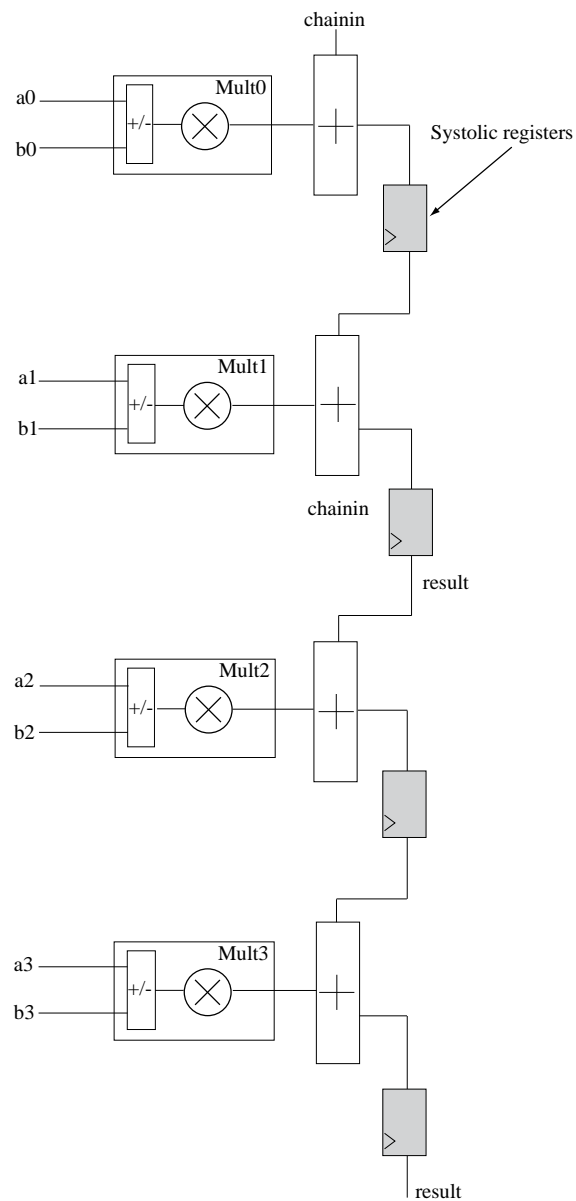 chainin
Mult0
a0
+/-
b0
Systolic registers
Mult1
a1
+/-
b1
chainin
result
Mult2
a2
+/-
b2
Mult3
a3
+/-
b3
result